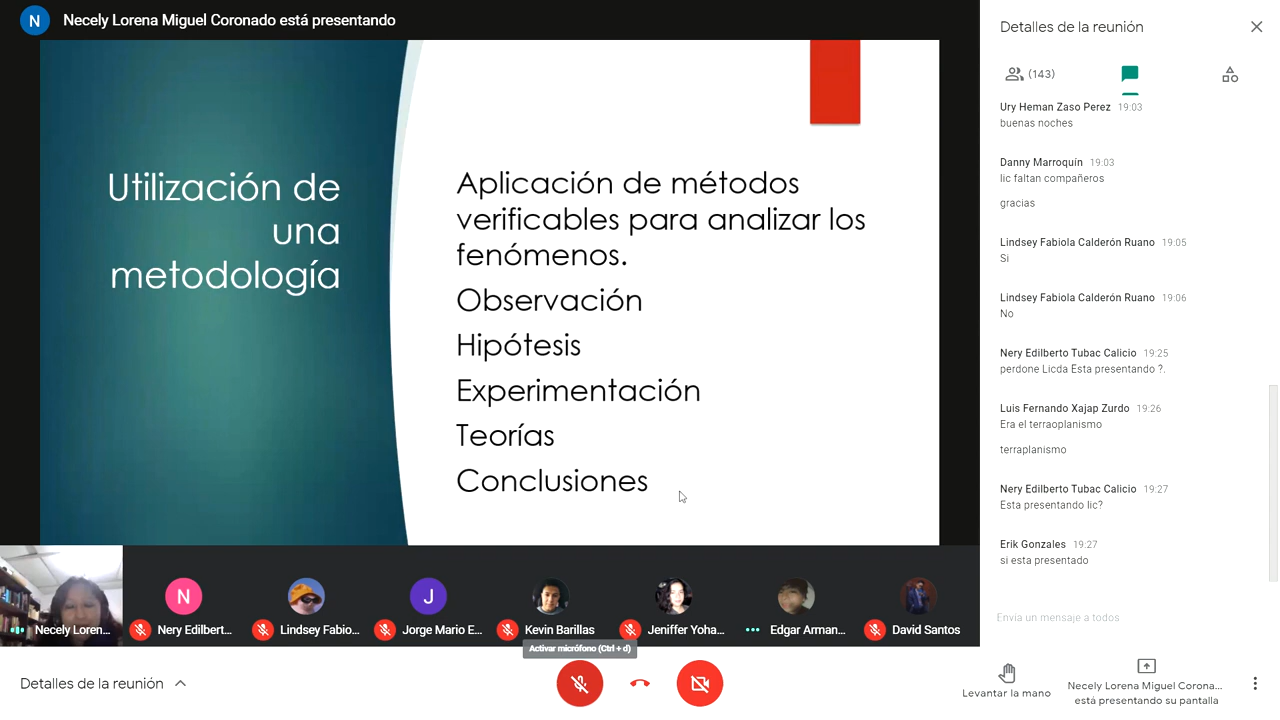 N
Necely Lorena Miguel Coronado está presentando
Utilización de
una
metodología
Aplicación de métodos
verificables para analizar los
fenómenos.
Observación
Hipótesis
Experimentación
Teorías
Conclusiones
Necely Loren...
N
Nery Edilbert...
Lindsey Fabio...
J
Jorge Mario E...
Kevin Barillas
Jeniffer Yoha...
Edgar Arman...
David Santos
Activar micrófono (Ctrl + d)
Detalles de la reunión
Levantar la mano
Necely Lorena Miguel Corona...
está presentando su pantalla
Detalles de la reunión
(143)
Ury Heman Zaso Perez 19:03
buenas noches
Danny Marroquín 19:03
lic faltan compañeros
gracias
Lindsey Fabiola Calderón Ruano 19:05
Si
Lindsey Fabiola Calderón Ruano 19:06
No
Nery Edilberto Tubac Calicio 19:25
perdone Licda Esta presentando ?.
Luis Fernando Xajap Zurdo 19:26
Era el terraoplanismo
terraplanismo
Nery Edilberto Tubac Calicio 19:27
Esta presentando lic?
Erik Gonzales 19:27
si esta presentado
Envía un mensaje a todos